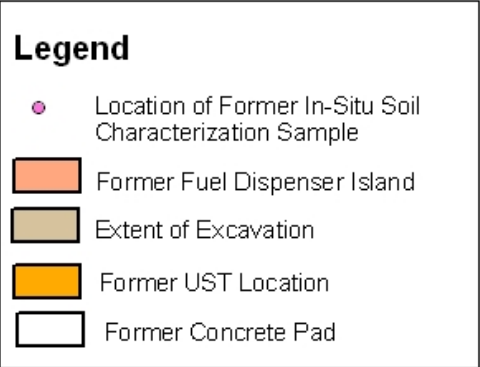 Legend
Location of Former In-Situ Soil
Characterization Sample
Former Fuel Dispenser Island
Extent of Excavation
Former UST Location
Former Concrete Pad